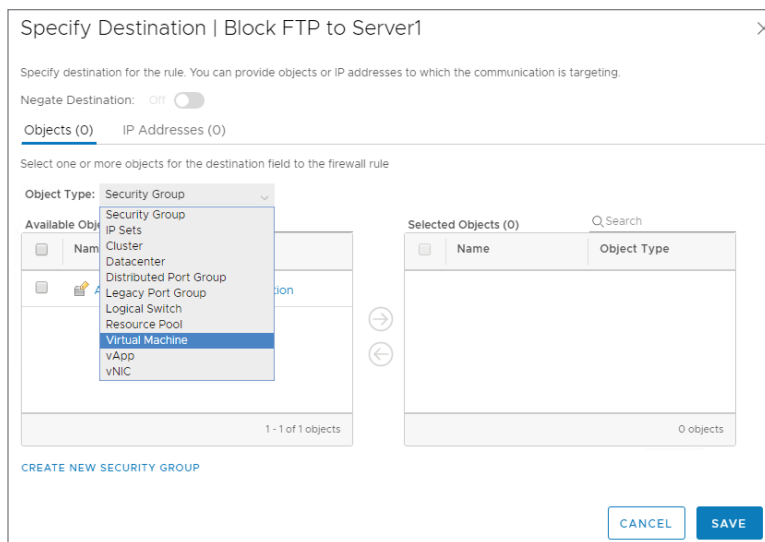 Specify Destination | Block FTP to Server1
Specify destination for the rule. You can provide objects or IP addresses to which the communication is targeting.
Negate Destination: Off
Objects (0) IP Addresses (0)
Select one or more objects for the destination field to the firewall rule
Object Type: Security Group
Security Group
IP Sets
Cluster
Datacenter
Distributed Port Group
Legacy Port Group
Logical Switch
Resource Pool
Virtual Machine
vApp
vNIC
Available
1 - 1 of 1 objects
Selected Objects (0) Search
Name Object Type
0 objects
CREATE NEW SECURITY GROUP
CANCEL SAVE